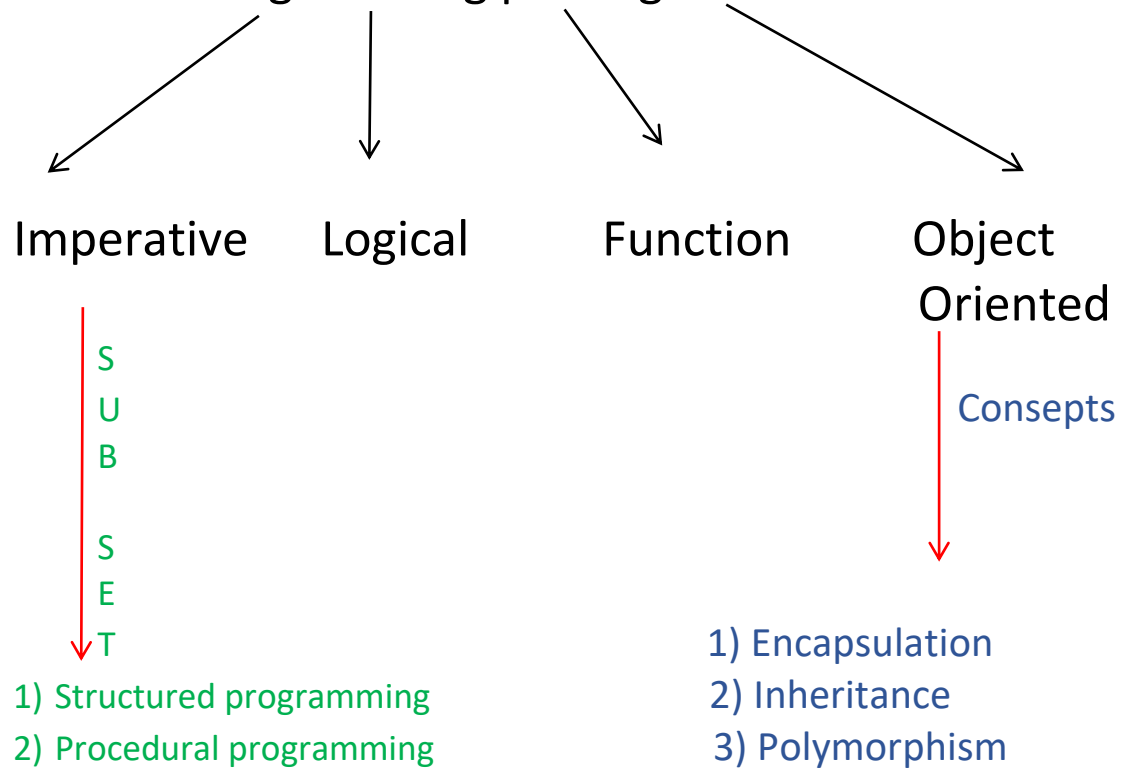 Imperative Logical Function Object
Oriented
S
U
B
Consepts
S
E
T
1) Structured programming
2) Procedural programming
1) Encapsulation
2) Inheritance
3) Polymorphism